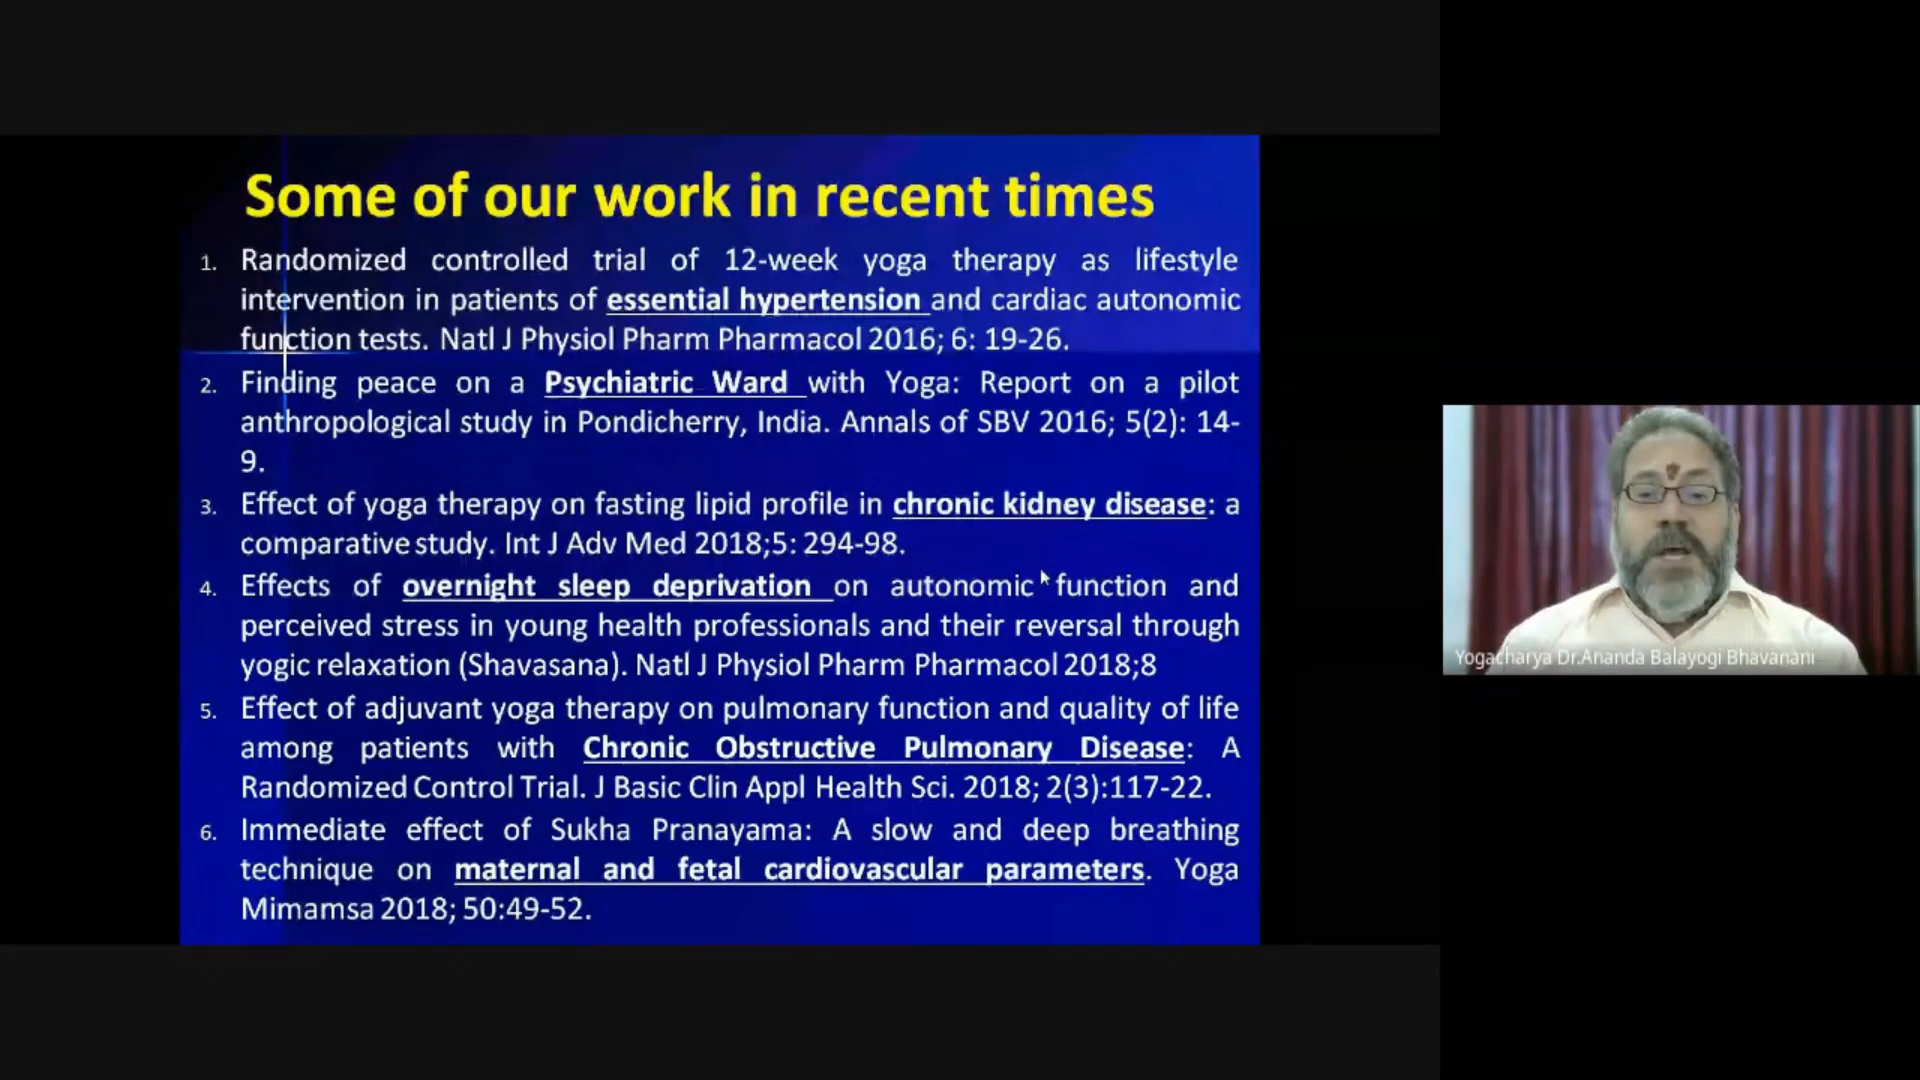 Some of our work in recent times
1. Randomized controlled trial of 12-week yoga therapy as lifestyle
intervention in patients of essential hypertension and cardiac autonomic
function tests. Natl J Physiol Pharm Pharmacol 2016; 6: 19-26.
2. Finding peace on a Psychiatric Ward with Yoga: Report on a pilot
anthropological study in Pondicherry, India. Annals of SBV 2016; 5(2): 14-
9.
3. Effect of yoga therapy on fasting lipid profile in chronic kidney disease: a
comparative study. Int J Adv Med 2018;5: 294-98.
4. Effects of overnight sleep deprivation on autonomic function and
perceived stress in young health professionals and their reversal through
yogic relaxation (Shavasana). Natl J Physiol Pharm Pharmacol 2018;8
5. Effect of adjuvant yoga therapy on pulmonary function and quality of life
among patients with Chronic Obstructive Pulmonary Disease: A
Randomized Control Trial. J Basic Clin Appl Health Sci. 2018; 2(3):117-22.
6. Immediate effect of Sukha Pranayama: A slow and deep breathing
technique on maternal and fetal cardiovascular parameters. Yoga
Mimamsa 2018; 50:49-52.
Yogacharya Dr.Ananda Balayogi Bhavanani